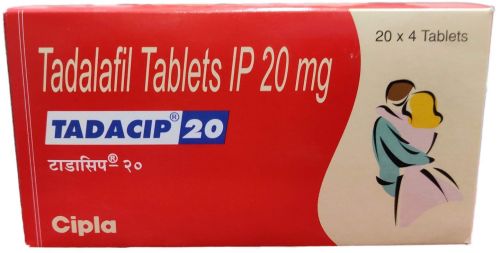 20 x 4 Tablets
Tadalafil Tablets IP 20 mg
TADACIP® 20
टाडासिप® २०
Cipla